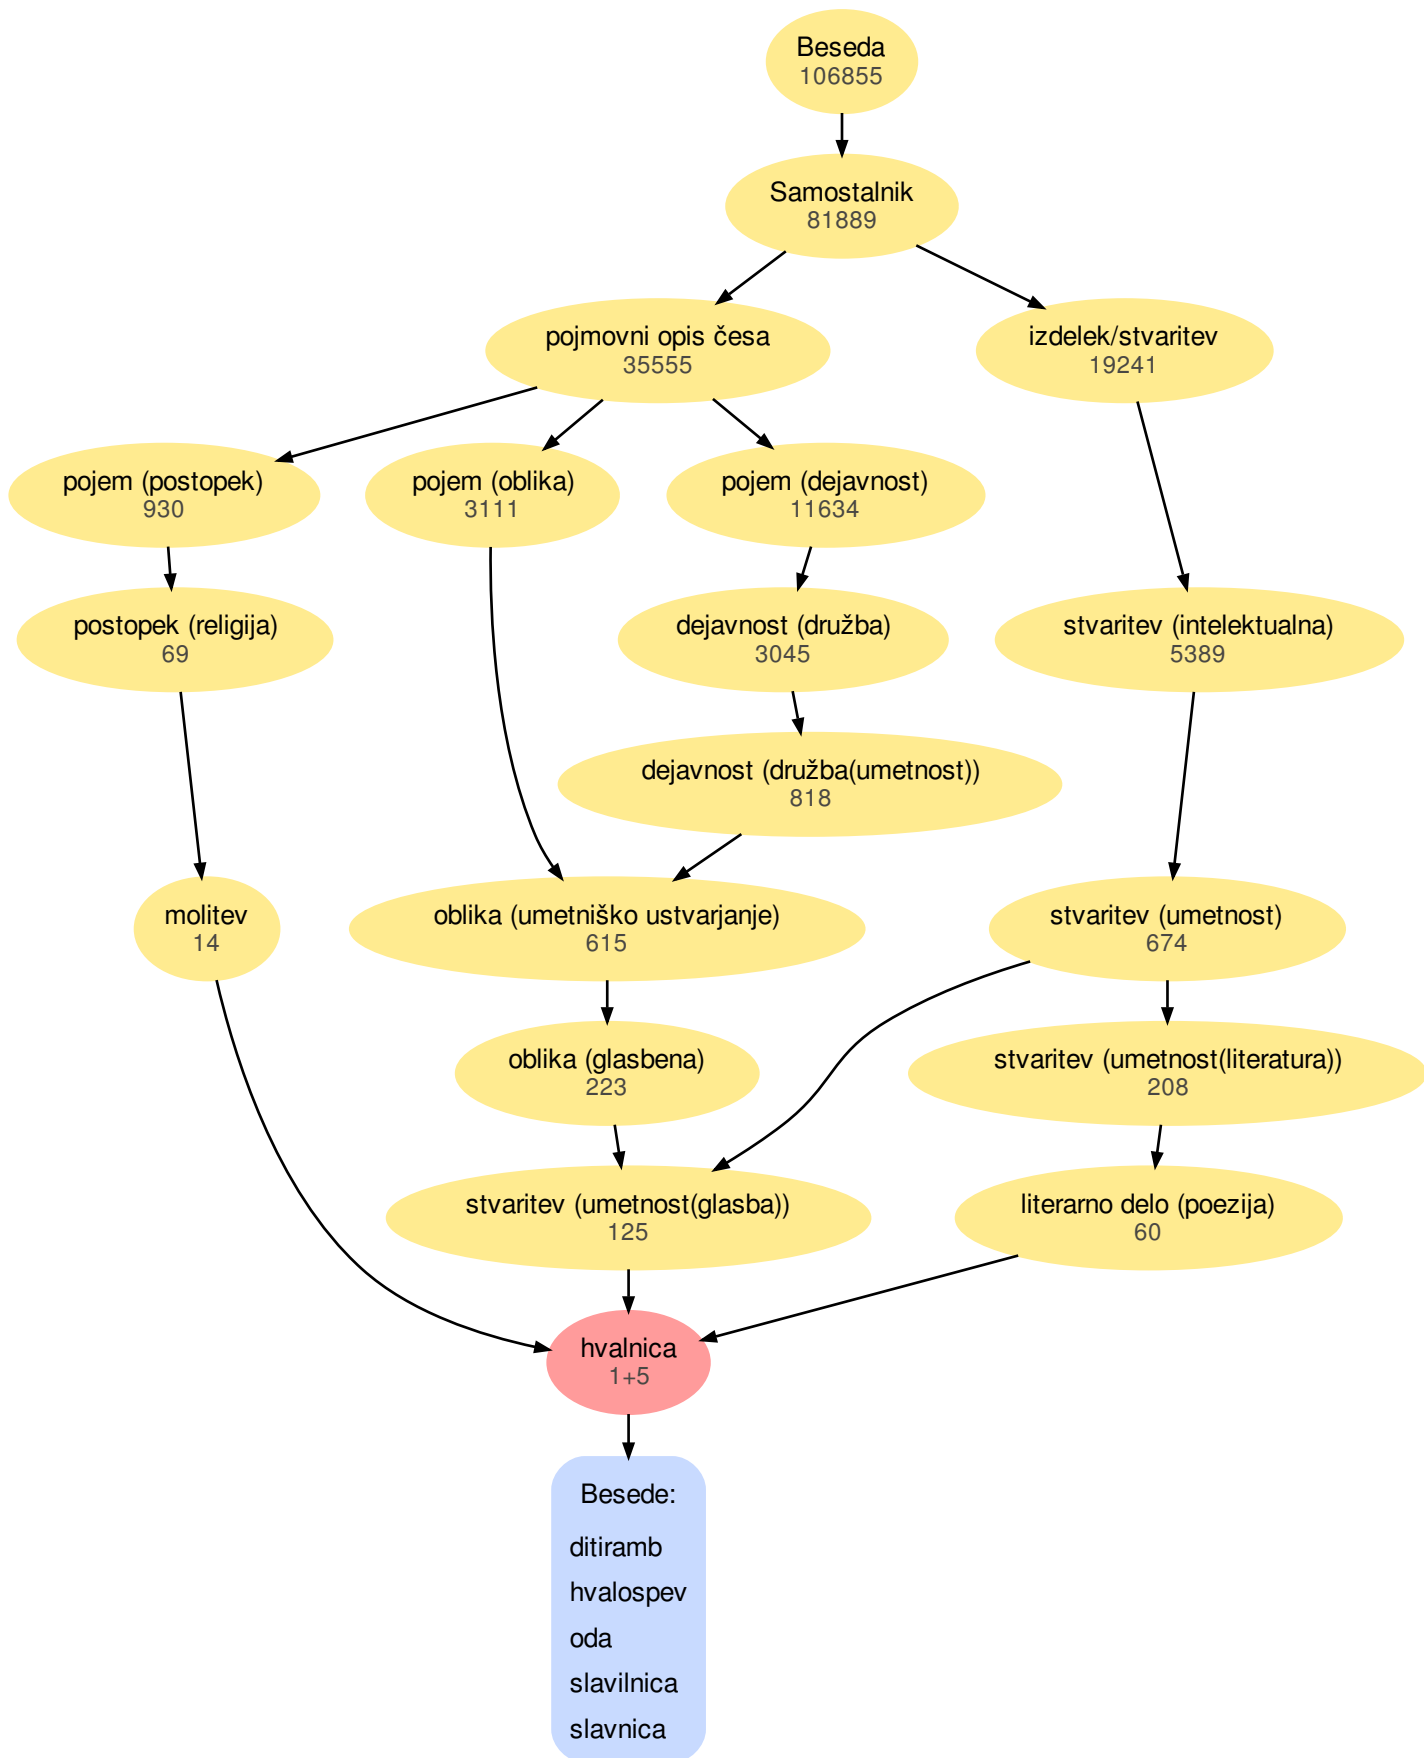 Beseda
106855
Samostalnik
81889
pojmovni opis česa
35555
izdelek/stvaritev
19241
pojem (postopek)
930
pojem (oblika)
3111
pojem (dejavnost)
11634
postopek (religija)
69
dejavnost (družba)
3045
stvaritev (intelektualna)
5389
dejavnost (družba(umetnost))
818
molitev
14
oblika (umetniško ustvarjanje)
615
stvaritev (umetnost)
674
oblika (glasbena)
223
stvaritev (umetnost(literatura))
208
stvaritev (umetnost(glasba))
125
literarno delo (poezija)
60
hvalnica
1+5
Besede:
ditiramb
hvalospev
oda
slavilnica
slavnica